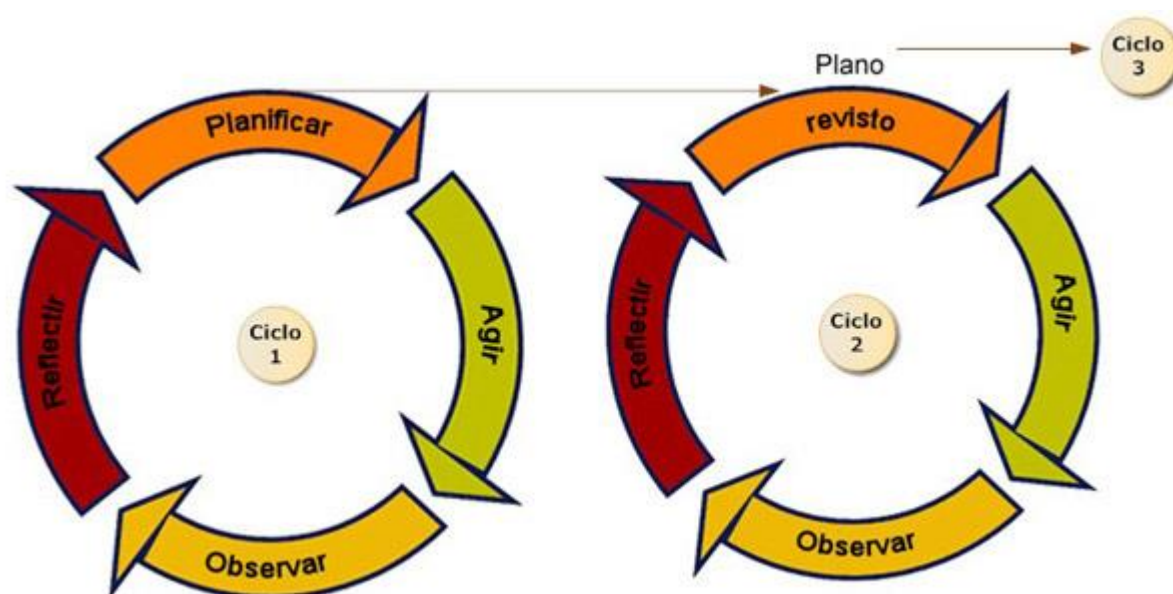 Planificar
Agir
Observar
Reflectir
Ciclo
1
Plano
revisto
Agir
Observar
Reflectir
Ciclo
2
Ciclo
3